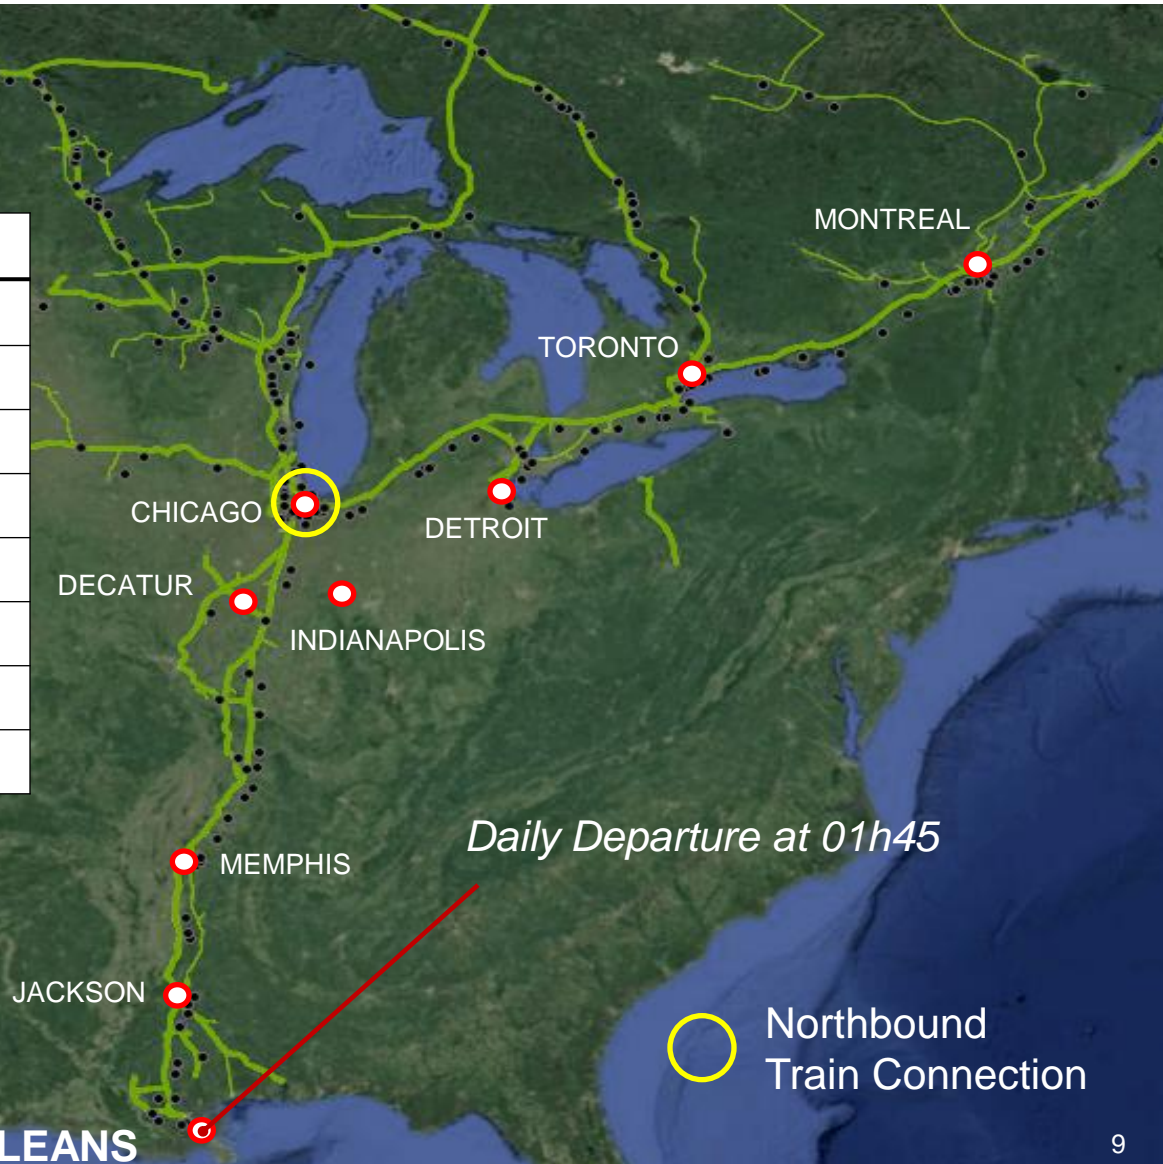 MONTREAL
TORONTO
CHICAGO
DETROIT
DECATUR
INDIANAPOLIS
Daily Departure at 01h45
MEMPHIS
JACKSON
Northbound
Train Connection
LEANS
9